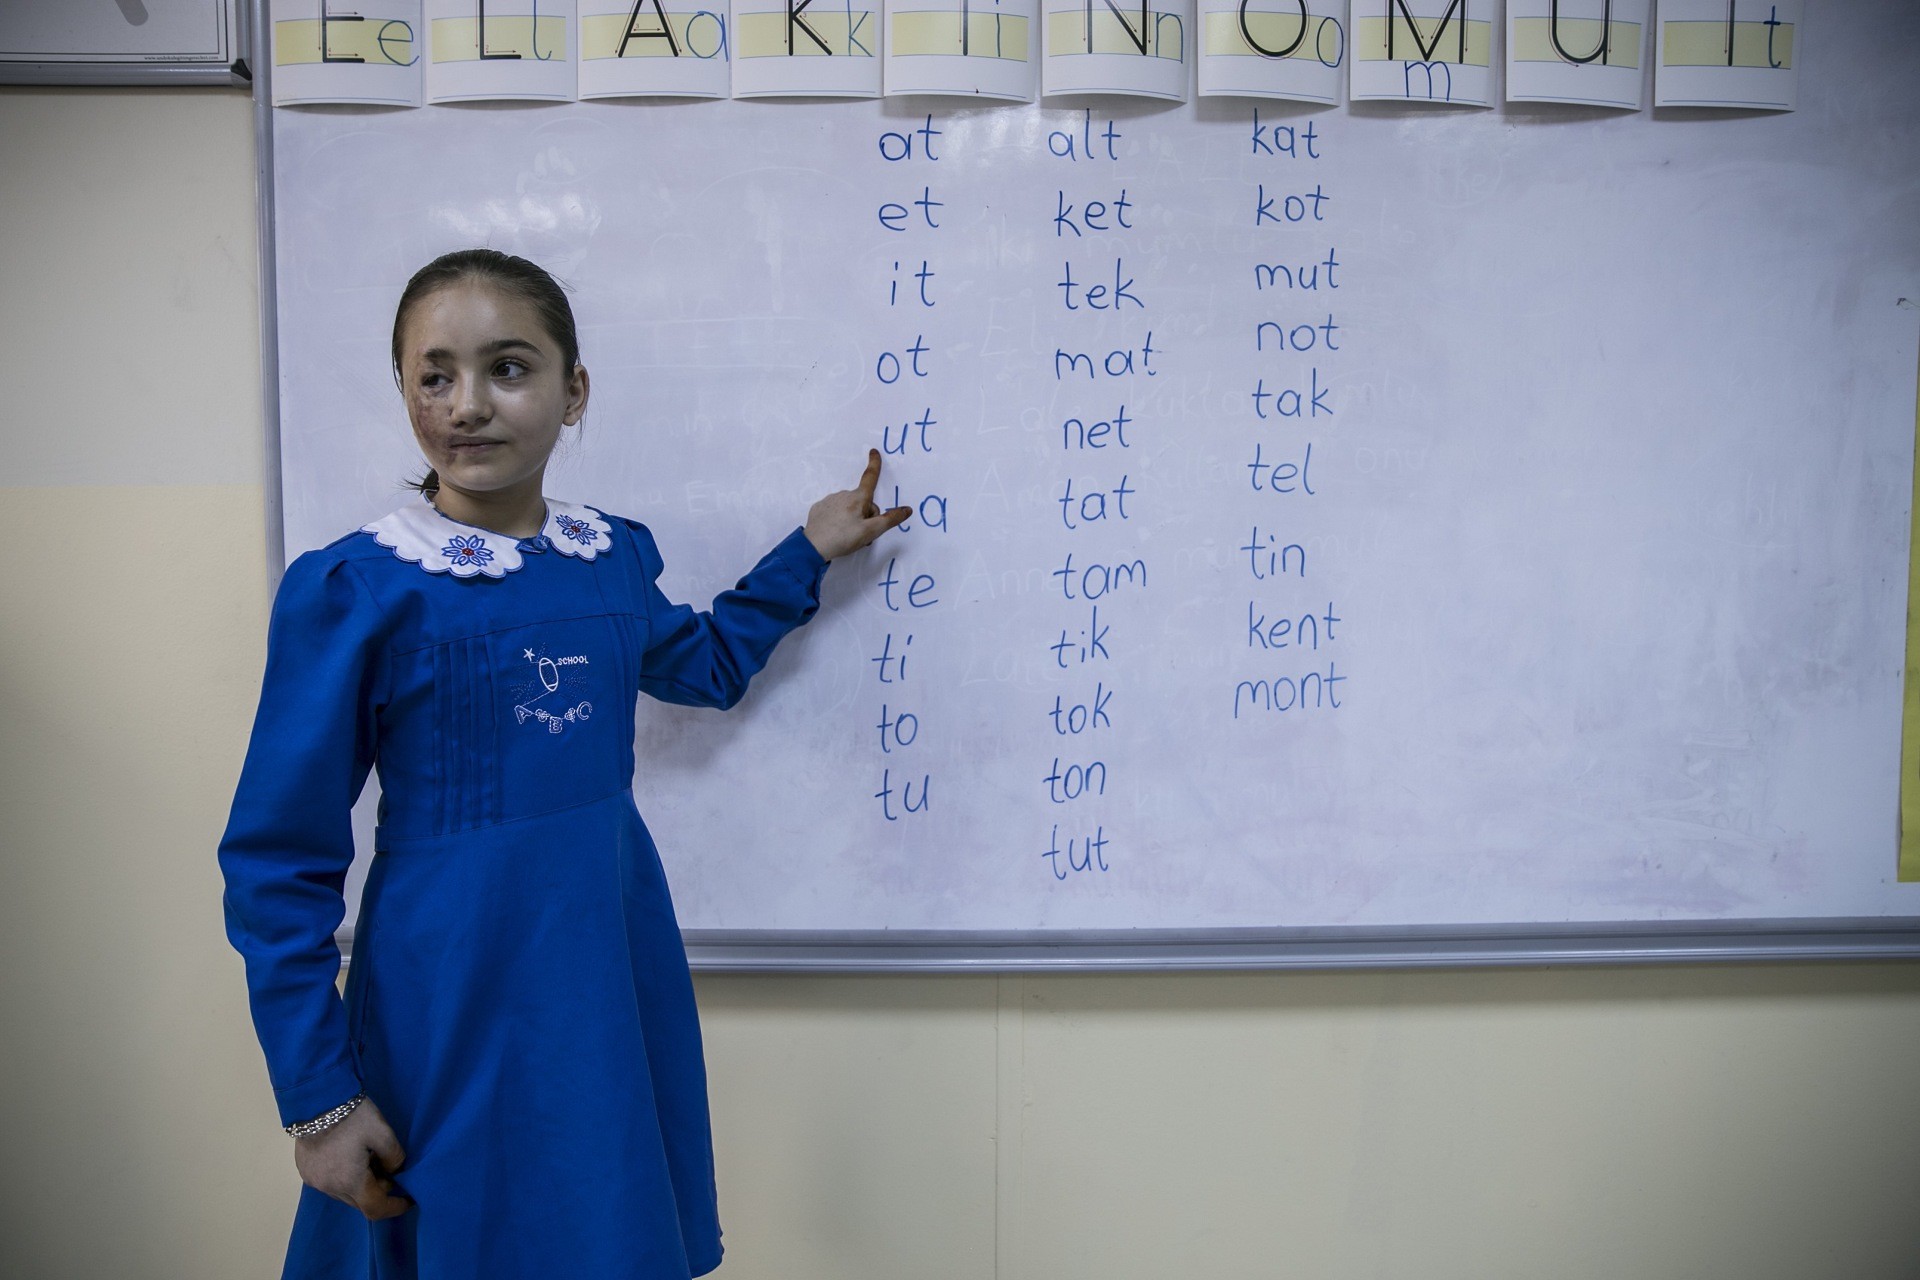 E e L l A a K k İ i N n O o M m U T t
at
et
it
ot
ut
ta
te
ti
to
tu
alt
ket
tek
mat
net
tat
tam
tik
tok
ton
tut
kat
kot
mut
not
tak
tel
tin
kent
mont
SCHOOL
A B C